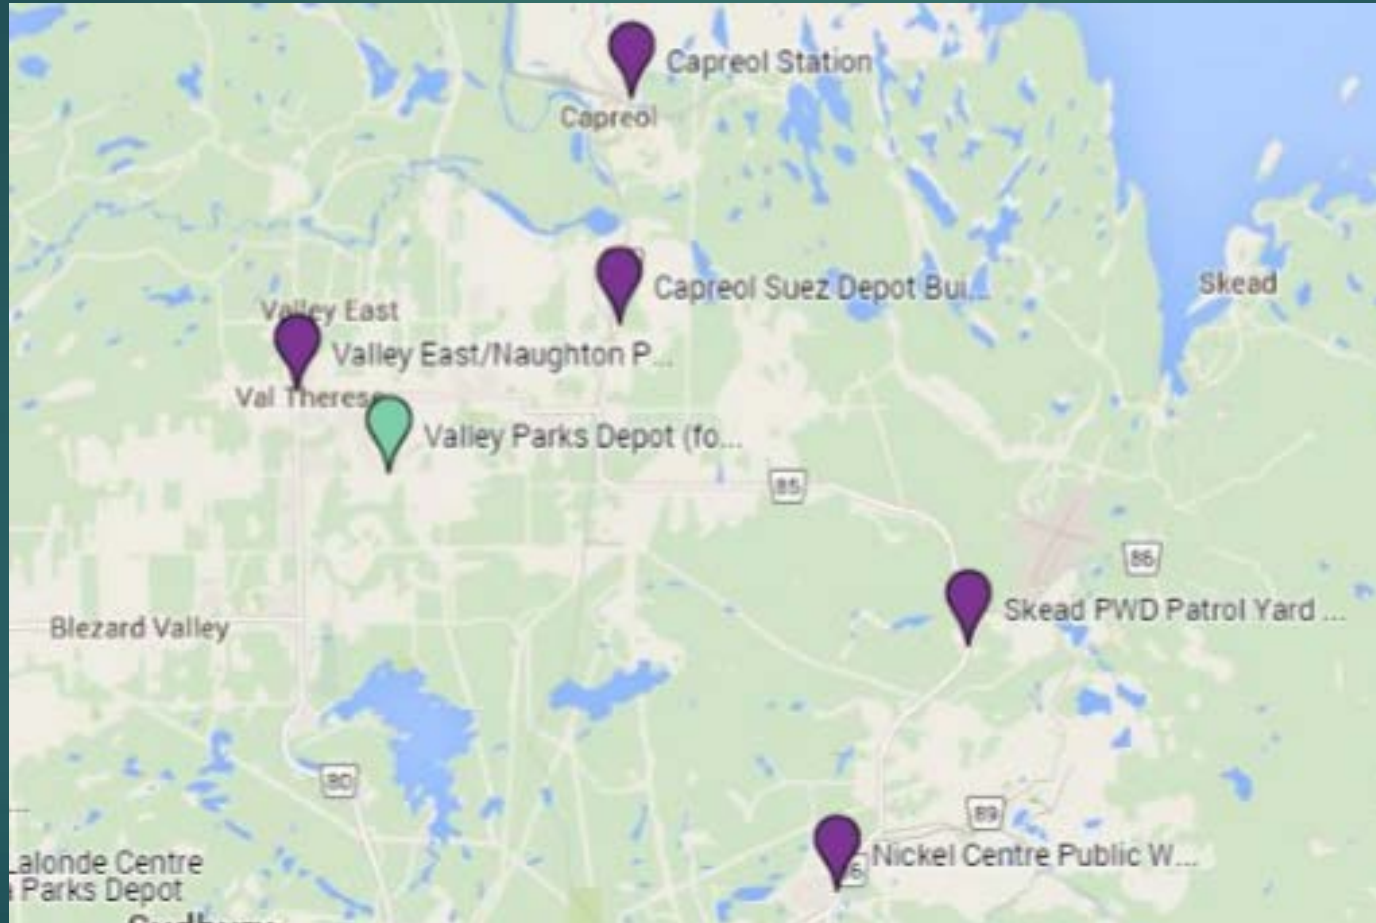 Capreol Station
Capreol
Capreol Suez Depot Bui...
Skead
Valley East
Valley East/Naughton P...
Val Therese
Valley Parks Depot (fo...
85
86
Skead PWD Patrol Yard ...
Blezard Valley
80
89
Nickel Centre Public W...
...
Lalonde Centre
Parks Depot
Sudbury